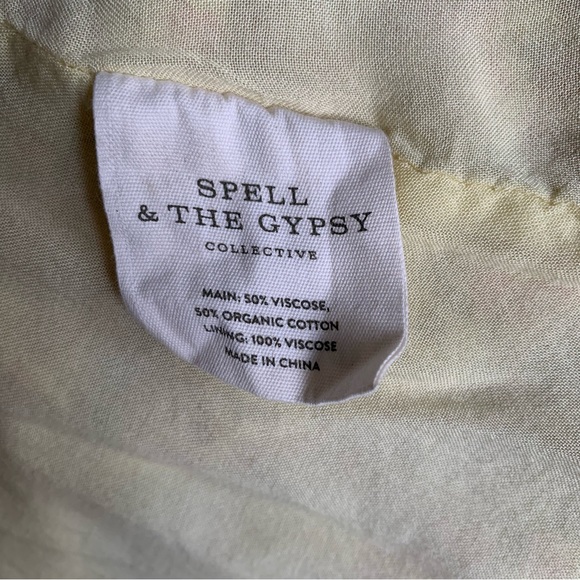 SPELL
& THE GYPSY
COLLECTIVE
MAIN: 50% VISCOSE,
50% ORGANIC COTTON
LINING: 100% VISCOSE
MADE IN CHINA